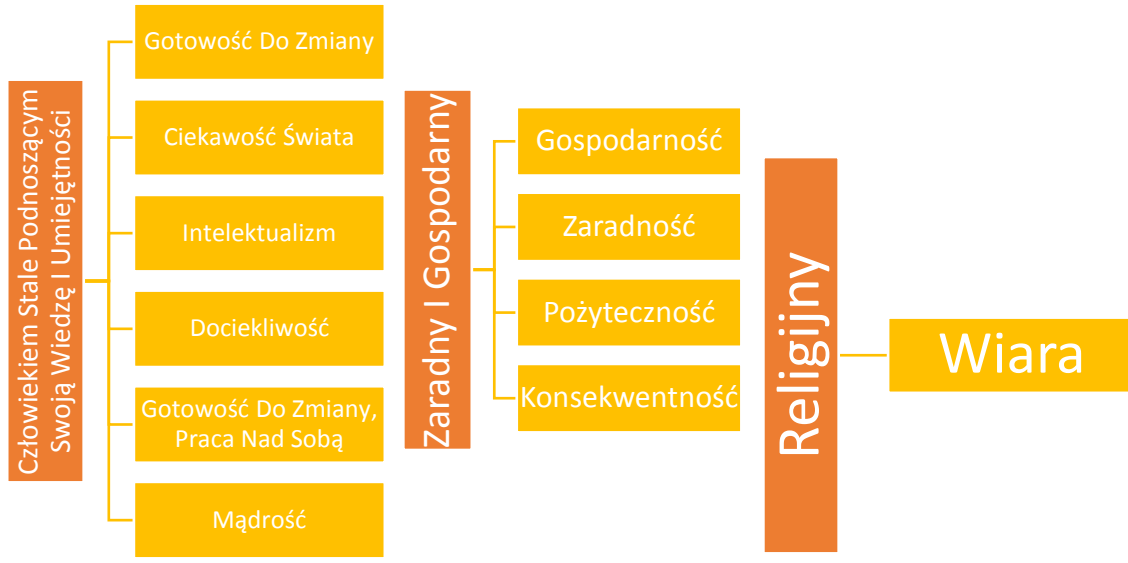 Człowiekiem Stale Podnoszącym
Swoją Wiedzę I Umiejętności
Gotowość Do Zmiany
Ciekawość Świata
Intelektualizm
Dociekliwość
Gotowość Do Zmiany,
Praca Nad Sobą
Mądrość
Zaradny I Gospodarny
Gospodarność
Zaradność
Pożyteczność
Konsekwentność
Religijny
Wiara